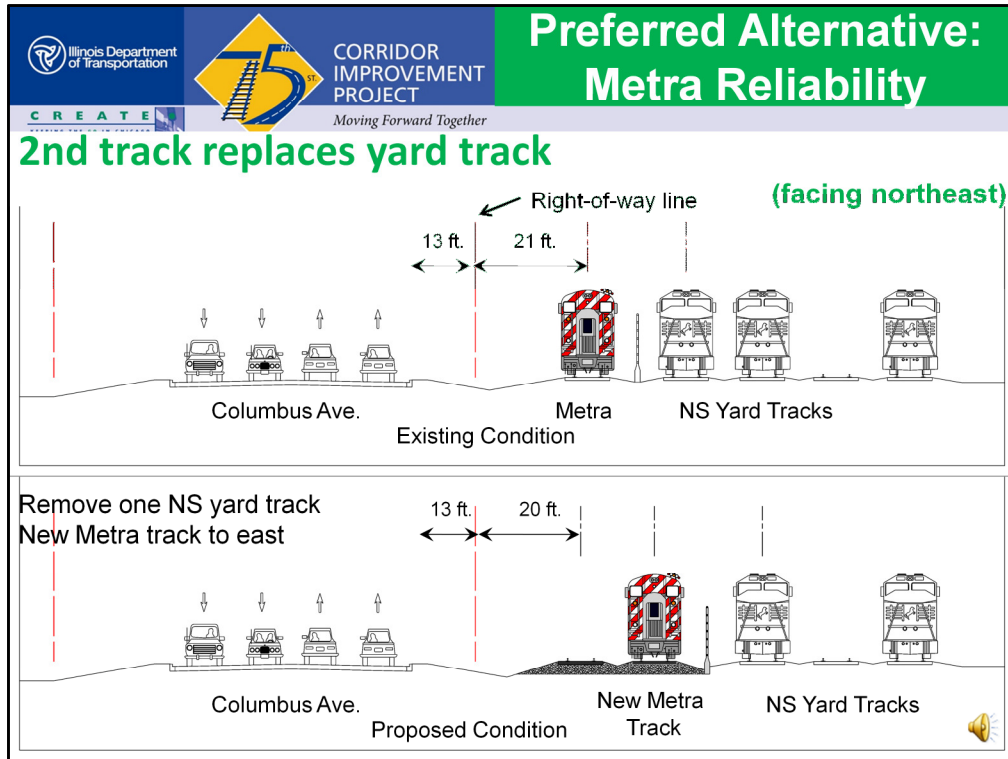 Illinois Department
of Transportation
CREATE
75th ST.
CORRIDOR
IMPROVEMENT
PROJECT
Moving Forward Together
Preferred Alternative:
Metra Reliability
2nd track replaces yard track
(facing northeast)
Right-of-way line
13 ft.
21 ft.
Columbus Ave.
Metra
NS Yard Tracks
Existing Condition
Remove one NS yard track
New Metra track to east
13 ft.
20 ft.
Columbus Ave.
New Metra
Track
NS Yard Tracks
Proposed Condition